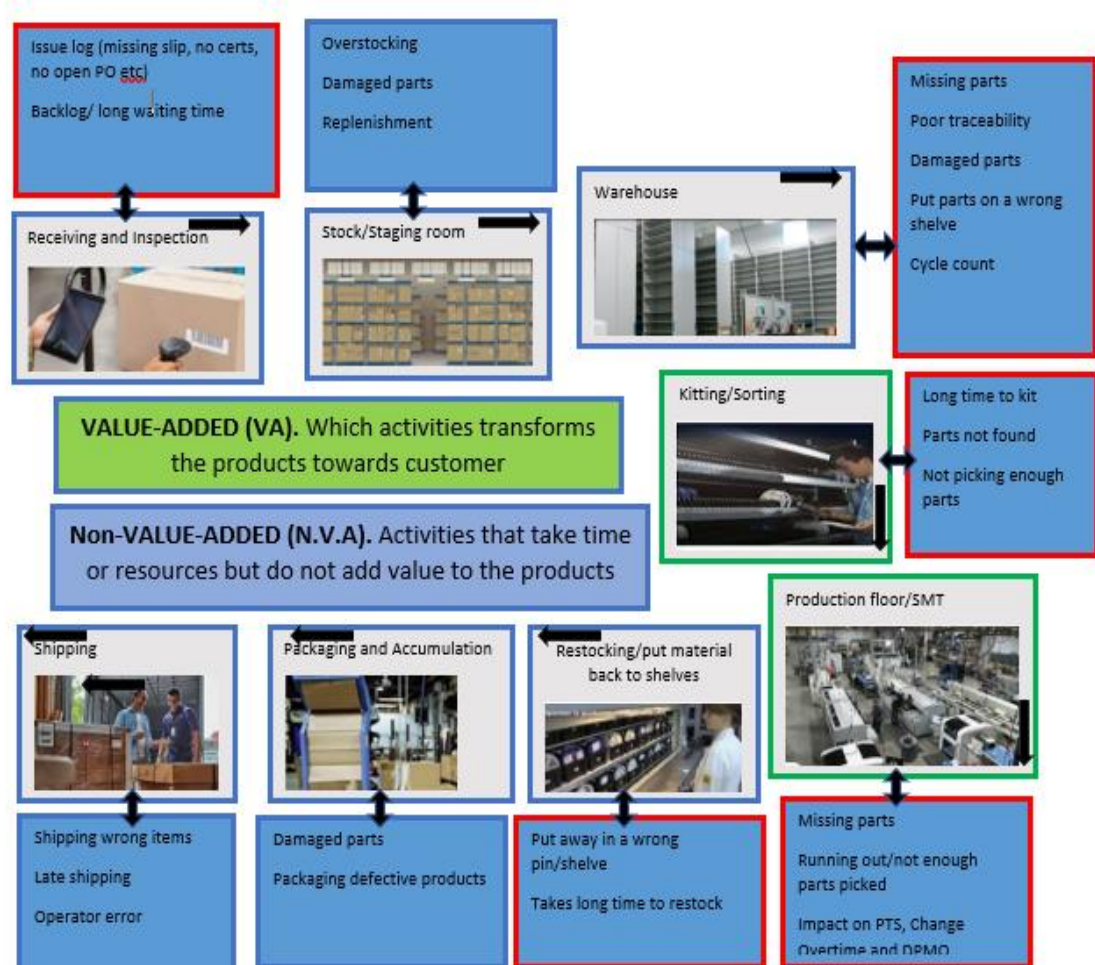 Issue log (missing slip, no certs,
no open PO etc)
Backlog/ long waiting time
Overstocking
Damaged parts
Replenishment
Missing parts
Poor traceability
Damaged parts
Put parts on a wrong
shelve
Cycle count
Receiving and Inspection
Stock/Staging room
Warehouse
Kitting/Sorting
Long time to kit
Parts not found
Not picking enough
parts
VALUE-ADDED (VA). Which activities transforms
the products towards customer
Non-VALUE-ADDED (N.V.A). Activities that take time
or resources but do not add value to the products
Production floor/SMT
Shipping
Packaging and Accumulation
Restocking/put material
back to shelves
Shipping wrong items
Late shipping
Operator error
Damaged parts
Packaging defective products
Put away in a wrong
pin/shelve
Takes long time to restock
Missing parts
Running out/not enough
parts picked
Impact on PTS, Change
Overtime and DPMO